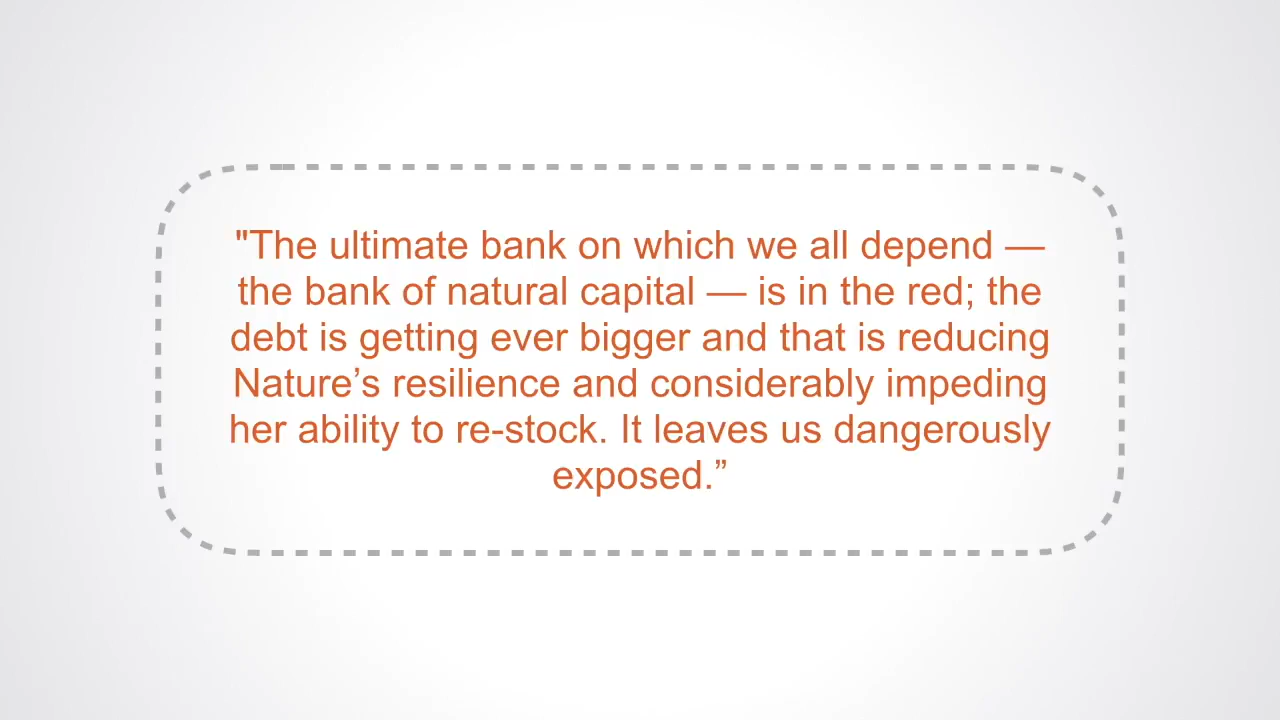 "The ultimate bank on which we all depend —
the bank of natural capital — is in the red; the
debt is getting ever bigger and that is reducing
Nature’s resilience and considerably impeding
her ability to re-stock. It leaves us dangerously
exposed.”